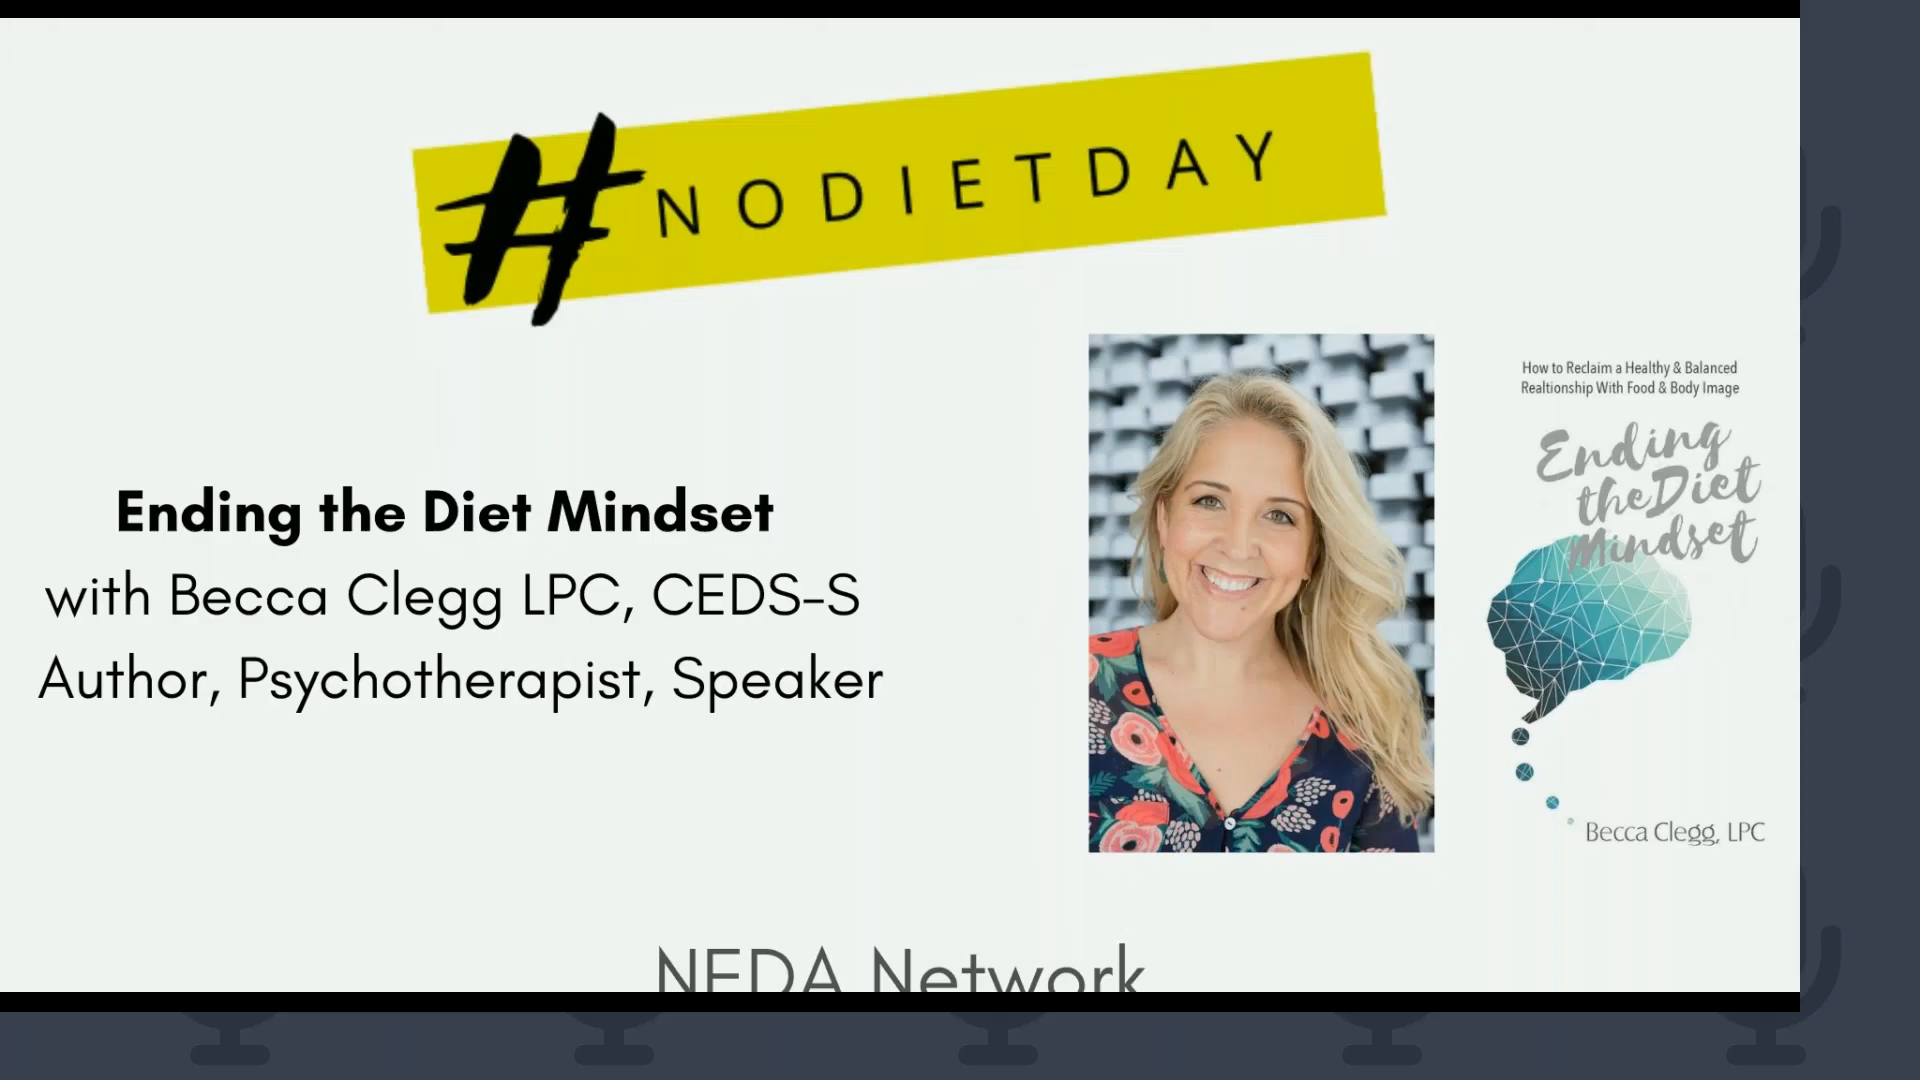 #NODIETDAY
Ending the Diet Mindset
with Becca Clegg LPC, CEDS-S
Author, Psychotherapist, Speaker
How to Reclaim a Healthy & Balanced
Realtionship With Food & Body Image
Ending
the Diet
Mindset
Becca Clegg, LPC
NEDA Network